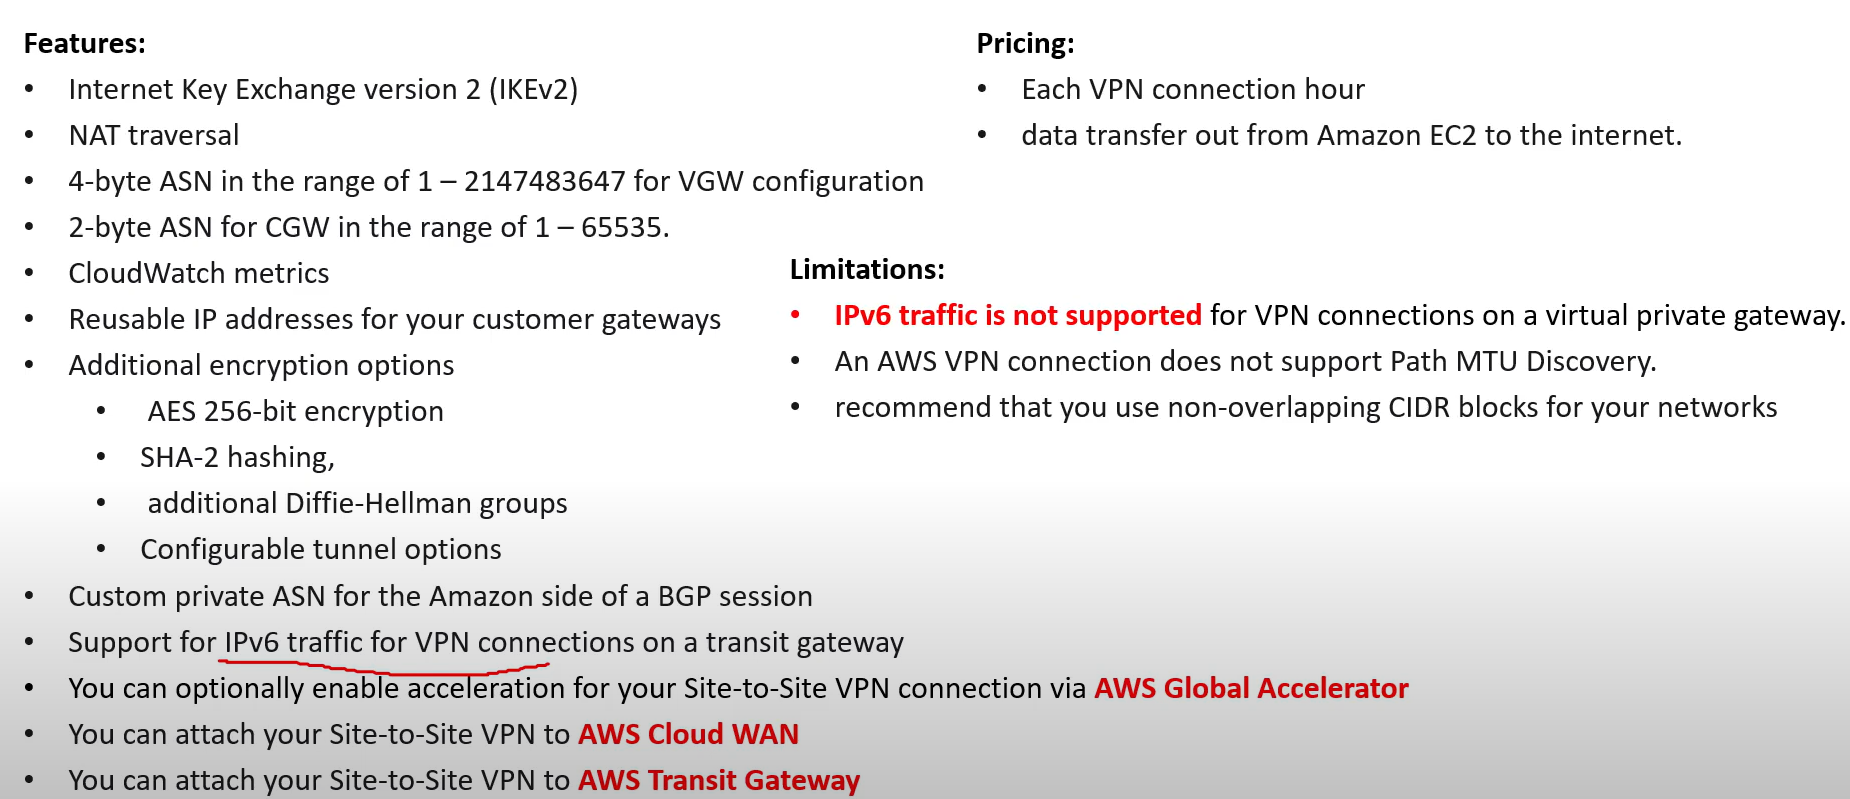 Features:
• Internet Key Exchange version 2 (IKEv2)
• NAT traversal
• 4-byte ASN in the range of 1 – 2147483647 for VGW configuration
• 2-byte ASN for CGW in the range of 1 – 65535.
• CloudWatch metrics
• Reusable IP addresses for your customer gateways
• Additional encryption options
• AES 256-bit encryption
• SHA-2 hashing,
• additional Diffie-Hellman groups
• Configurable tunnel options
• Custom private ASN for the Amazon side of a BGP session
• Support for IPv6 traffic for VPN connections on a transit gateway
• You can optionally enable acceleration for your Site-to-Site VPN connection via AWS Global Accelerator
• You can attach your Site-to-Site VPN to AWS Cloud WAN
• You can attach your Site-to-Site VPN to AWS Transit Gateway
Pricing:
• Each VPN connection hour
• data transfer out from Amazon EC2 to the internet.
Limitations:
• IPv6 traffic is not supported for VPN connections on a virtual private gateway.
• An AWS VPN connection does not support Path MTU Discovery.
• recommend that you use non-overlapping CIDR blocks for your networks